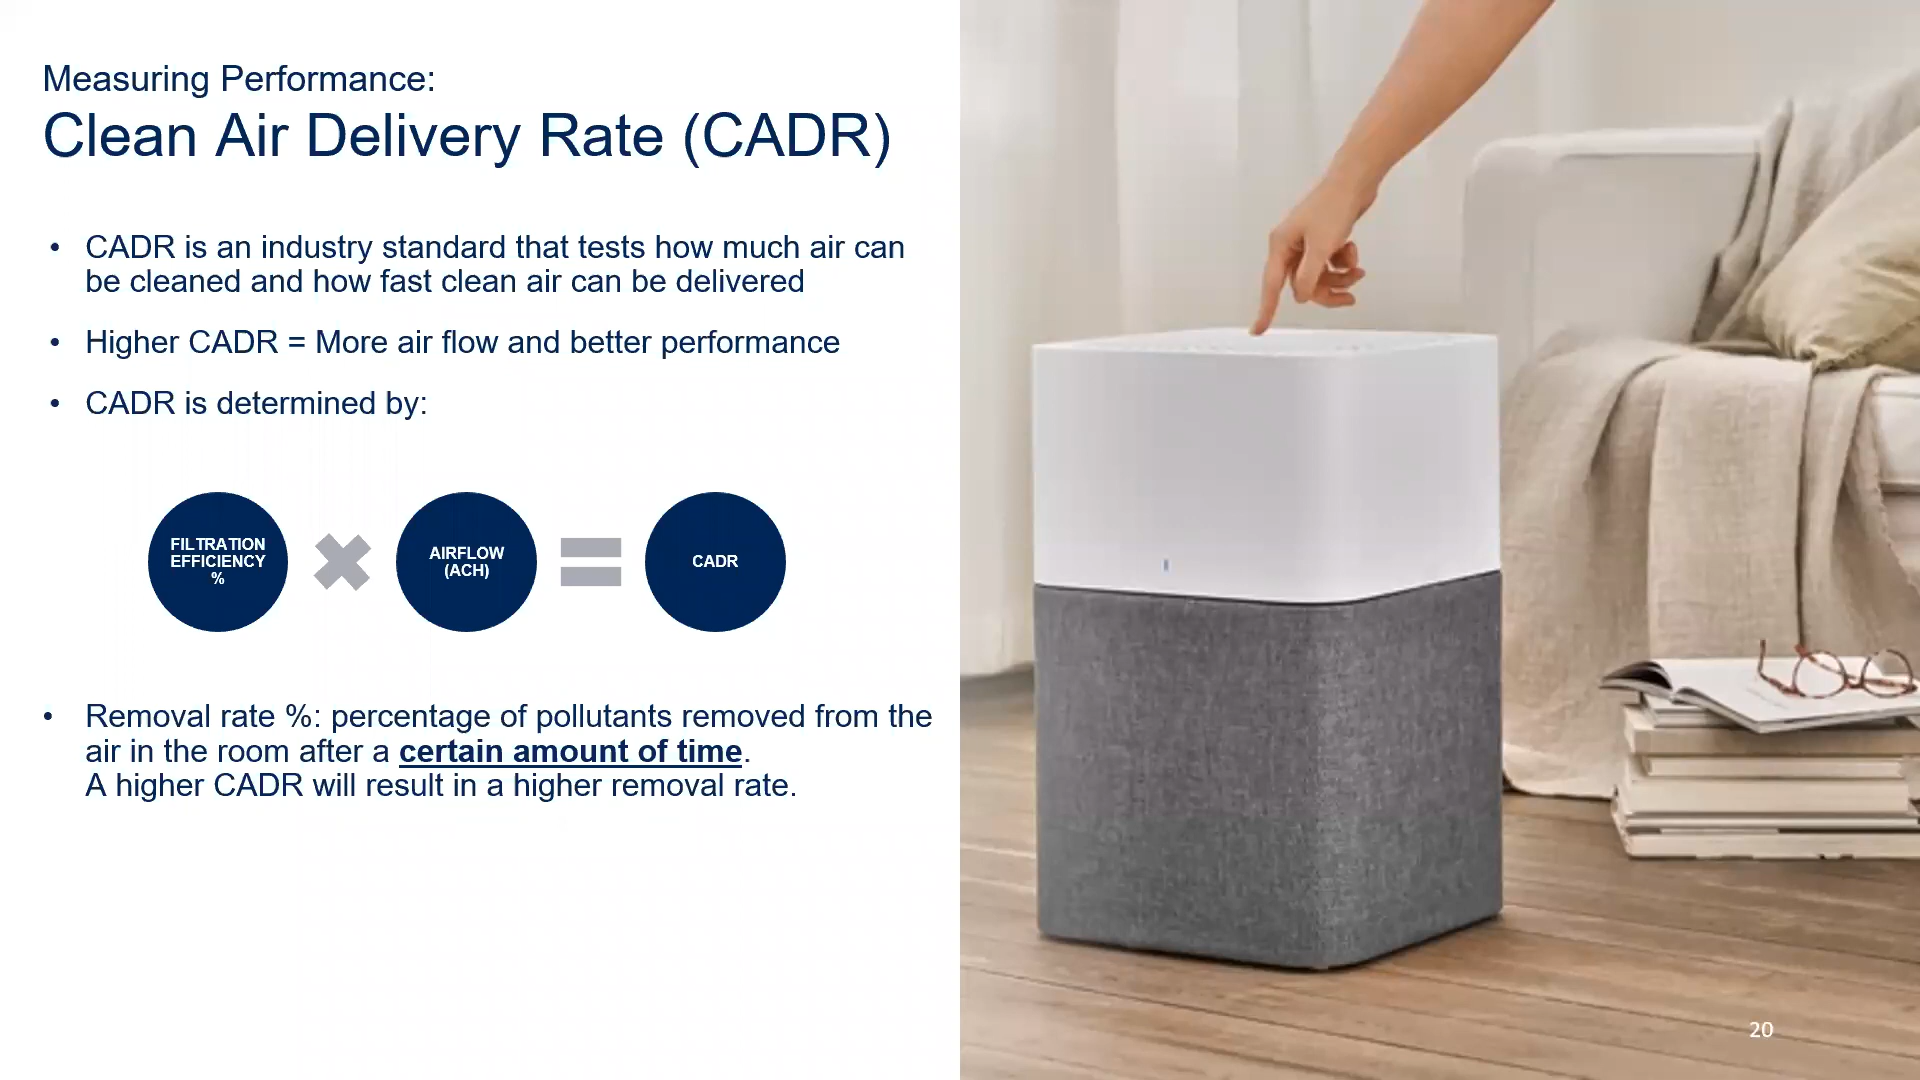 Measuring Performance:
Clean Air Delivery Rate (CADR)
• CADR is an industry standard that tests how much air can
be cleaned and how fast clean air can be delivered
• Higher CADR = More air flow and better performance
• CADR is determined by:
FILTRATION
EFFICIENCY
%
AIRFLOW
(ACH)
CADR
• Removal rate %: percentage of pollutants removed from the
air in the room after a certain amount of time.
A higher CADR will result in a higher removal rate.
20